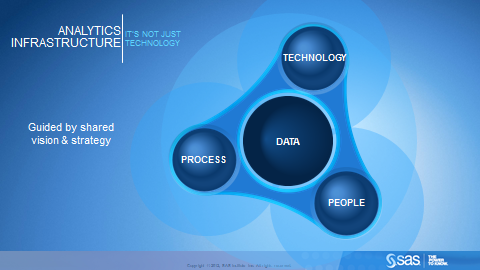 ANALYTICS
INFRASTRUCTURE
IT'S NOT JUST
TECHNOLOGY
TECHNOLOGY
Guided by shared
vision & strategy
DATA
PROCESS
PEOPLE
sas
THE
POWER
TO KNOW.